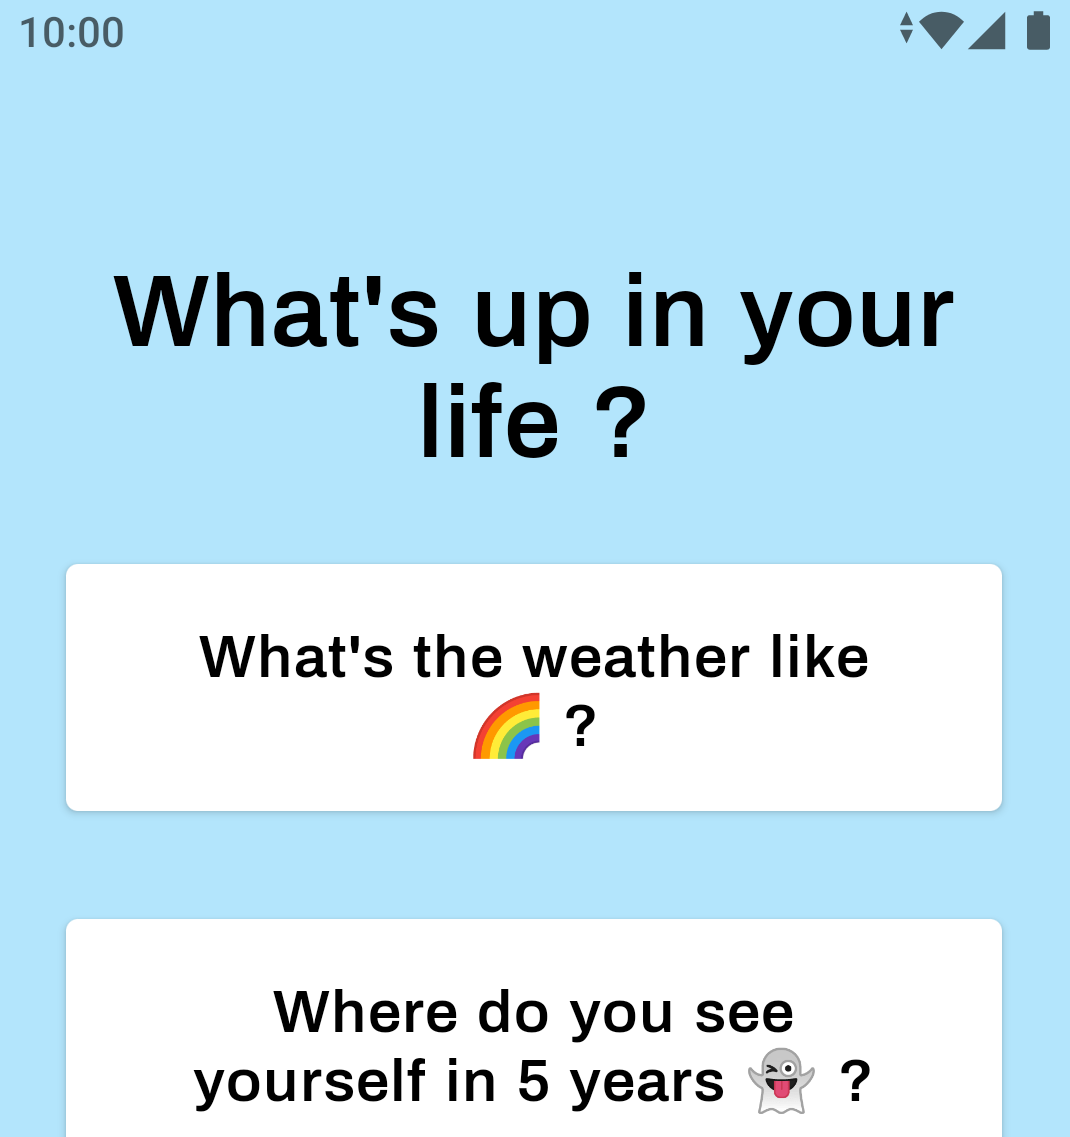 10:00
What's up in your
life ?
What's the weather like
🌈 ?
Where do you see
yourself in 5 years 👻 ?